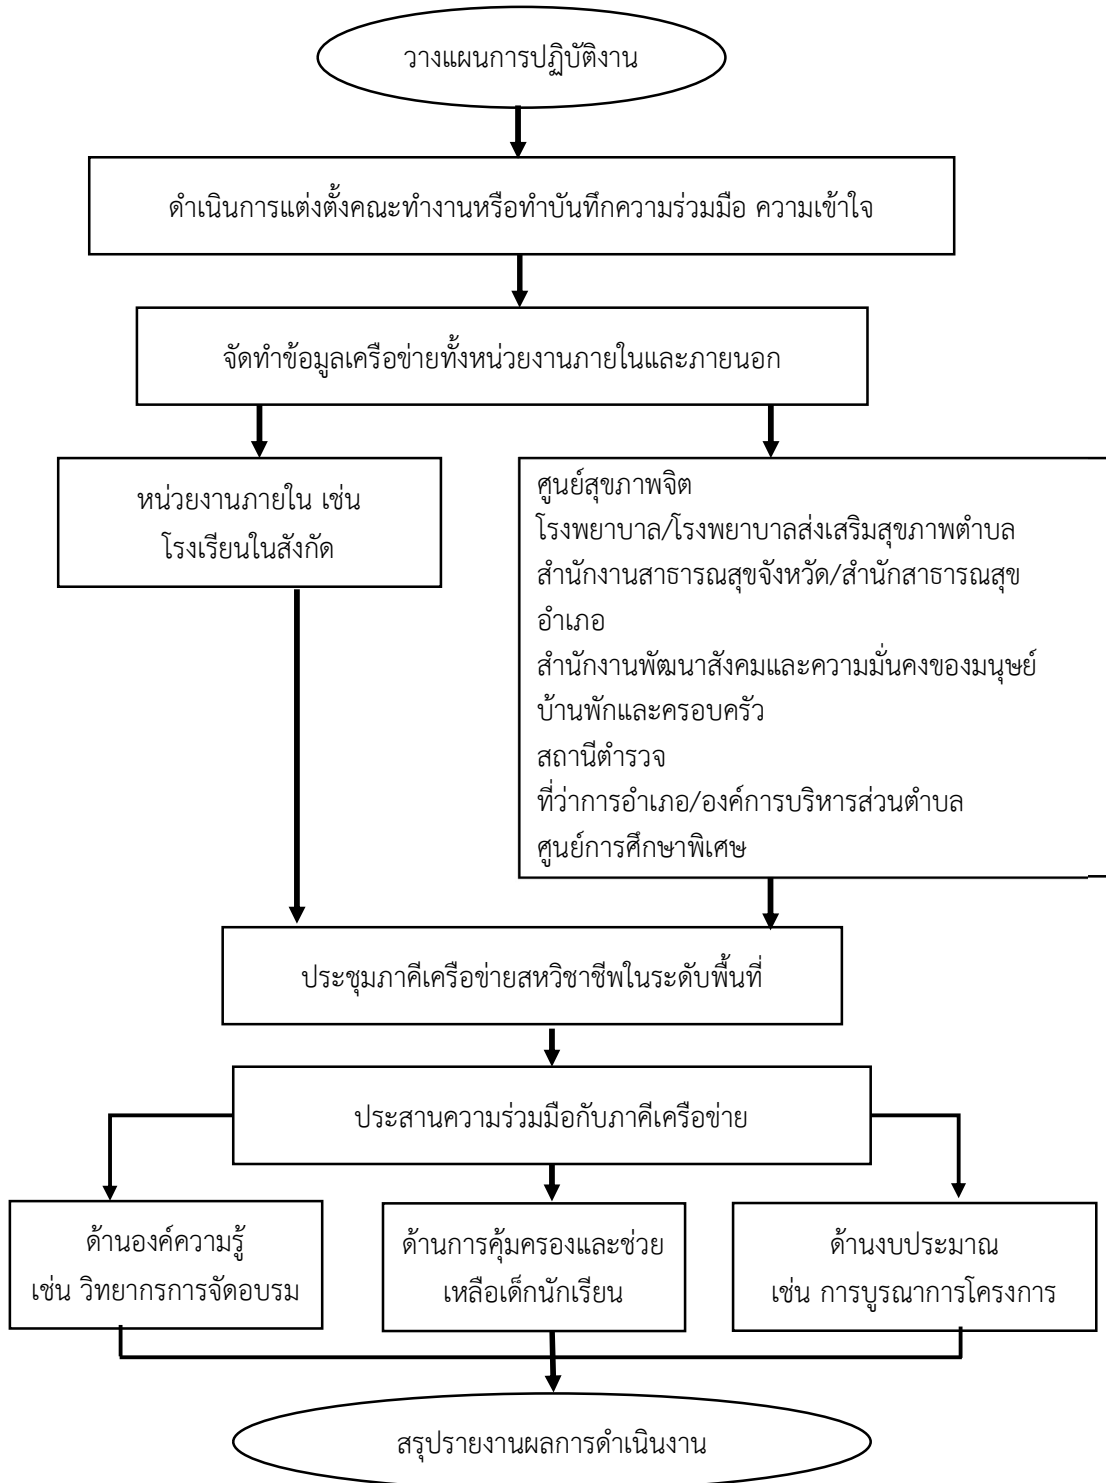 วางแผนการปฏิบัติงาน
ดำเนินการแต่งตั้งคณะทำงานหรือทำบันทึกความร่วมมือ ความเข้าใจ
จัดทำข้อมูลเครือข่ายทั้งหน่วยงานภายในและภายนอก
หน่วยงานภายใน เช่น
โรงเรียนในสังกัด
ศูนย์สุขภาพจิต
โรงพยาบาล/โรงพยาบาลส่งเสริมสุขภาพตำบล
สำนักงานสาธารณสุขจังหวัด/สำนักสาธารณสุข
อำเภอ
สำนักงานพัฒนาสังคมและความมั่นคงของมนุษย์
บ้านพักและครอบครัว
สถานีตำรวจ
ที่ว่าการอำเภอ/องค์การบริหารส่วนตำบล
ศูนย์การศึกษาพิเศษ
ประชุมภาคีเครือข่ายสหวิชาชีพในระดับพื้นที่
ประสานความร่วมมือกับภาคีเครือข่าย
ด้านองค์ความรู้
เช่น วิทยากรการจัดอบรม
ด้านการคุ้มครองและช่วย
เหลือเด็กนักเรียน
ด้านงบประมาณ
เช่น การบูรณาการโครงการ
สรุปรายงานผลการดำเนินงาน